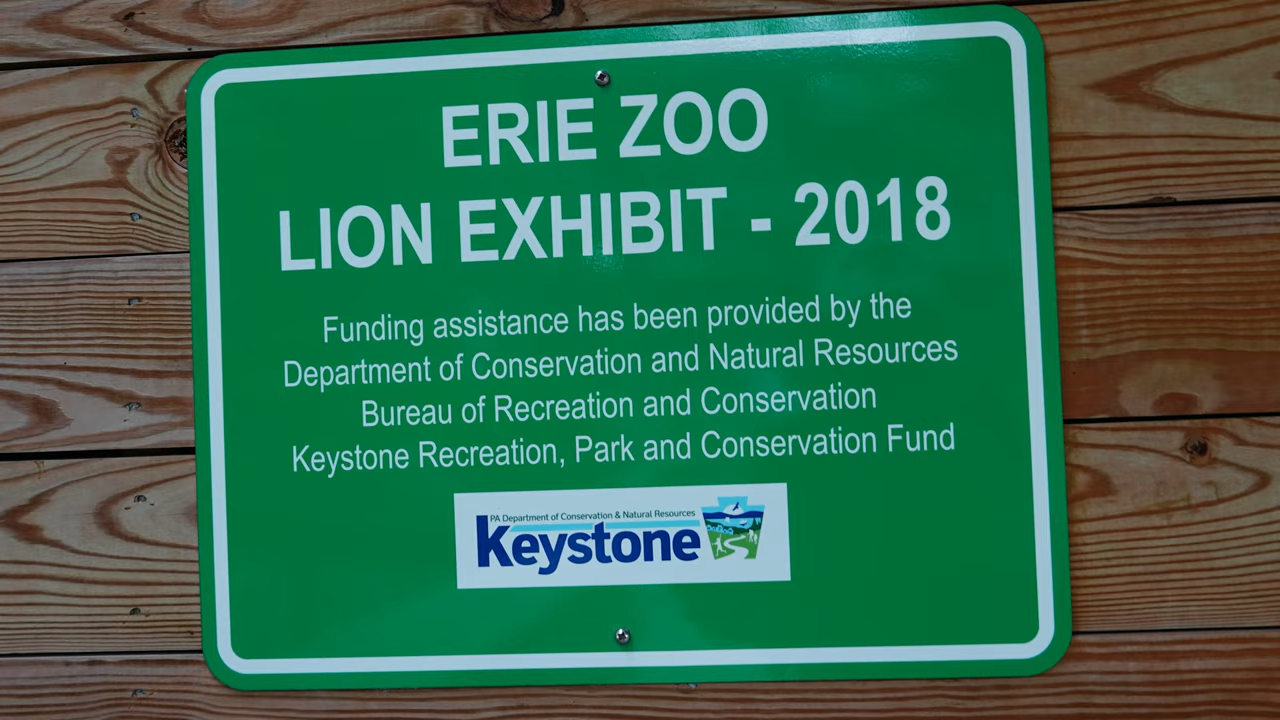 ERIE ZOO
LION EXHIBIT - 2018
Funding assistance has been provided by the
Department of Conservation and Natural Resources
Bureau of Recreation and Conservation
Keystone Recreation, Park and Conservation Fund
PA Department of Conservation & Natural Resources
Keystone